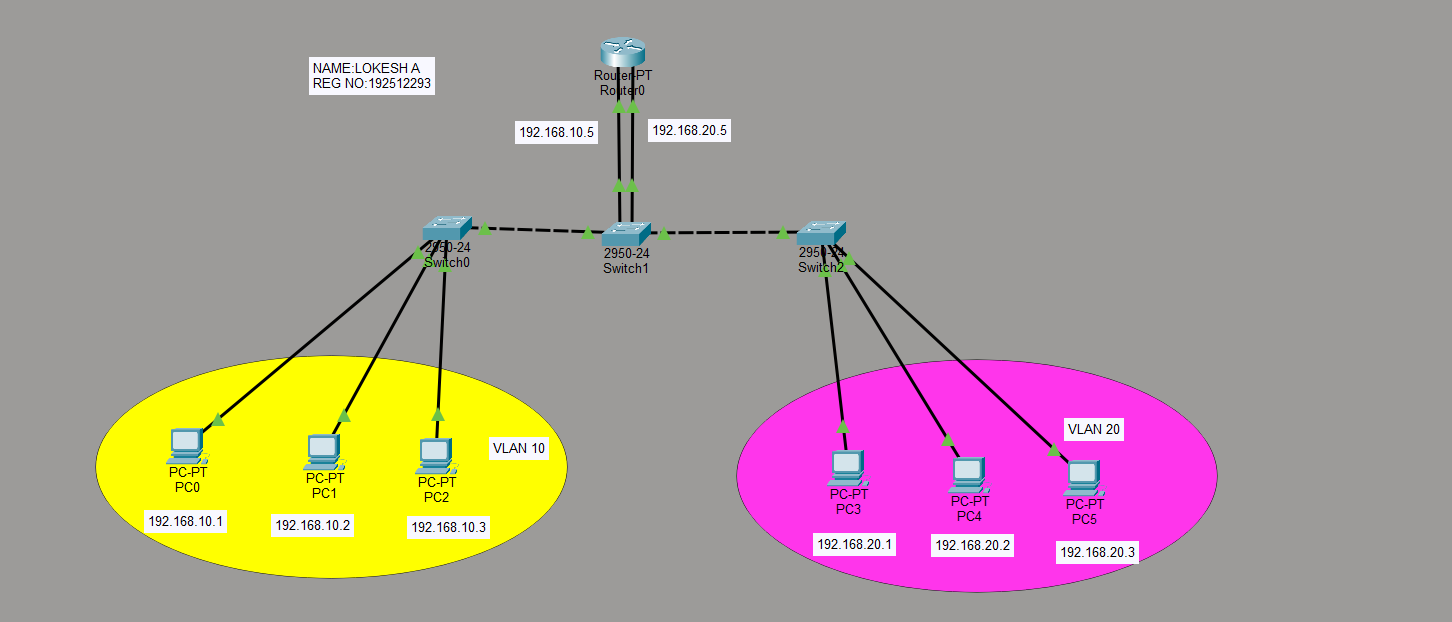 NAME:LOKESH A
REG NO:192512293
Router-PT
Router0
192.168.10.5
192.168.20.5
2950-24
Switch0
2950-24
Switch1
2950-24
Switch2
VLAN 10
PC-PT
PC0
PC-PT
PC1
PC-PT
PC2
192.168.10.1
192.168.10.2
192.168.10.3
VLAN 20
PC-PT
PC3
PC-PT
PC4
PC-PT
PC5
192.168.20.1
192.168.20.2
192.168.20.3